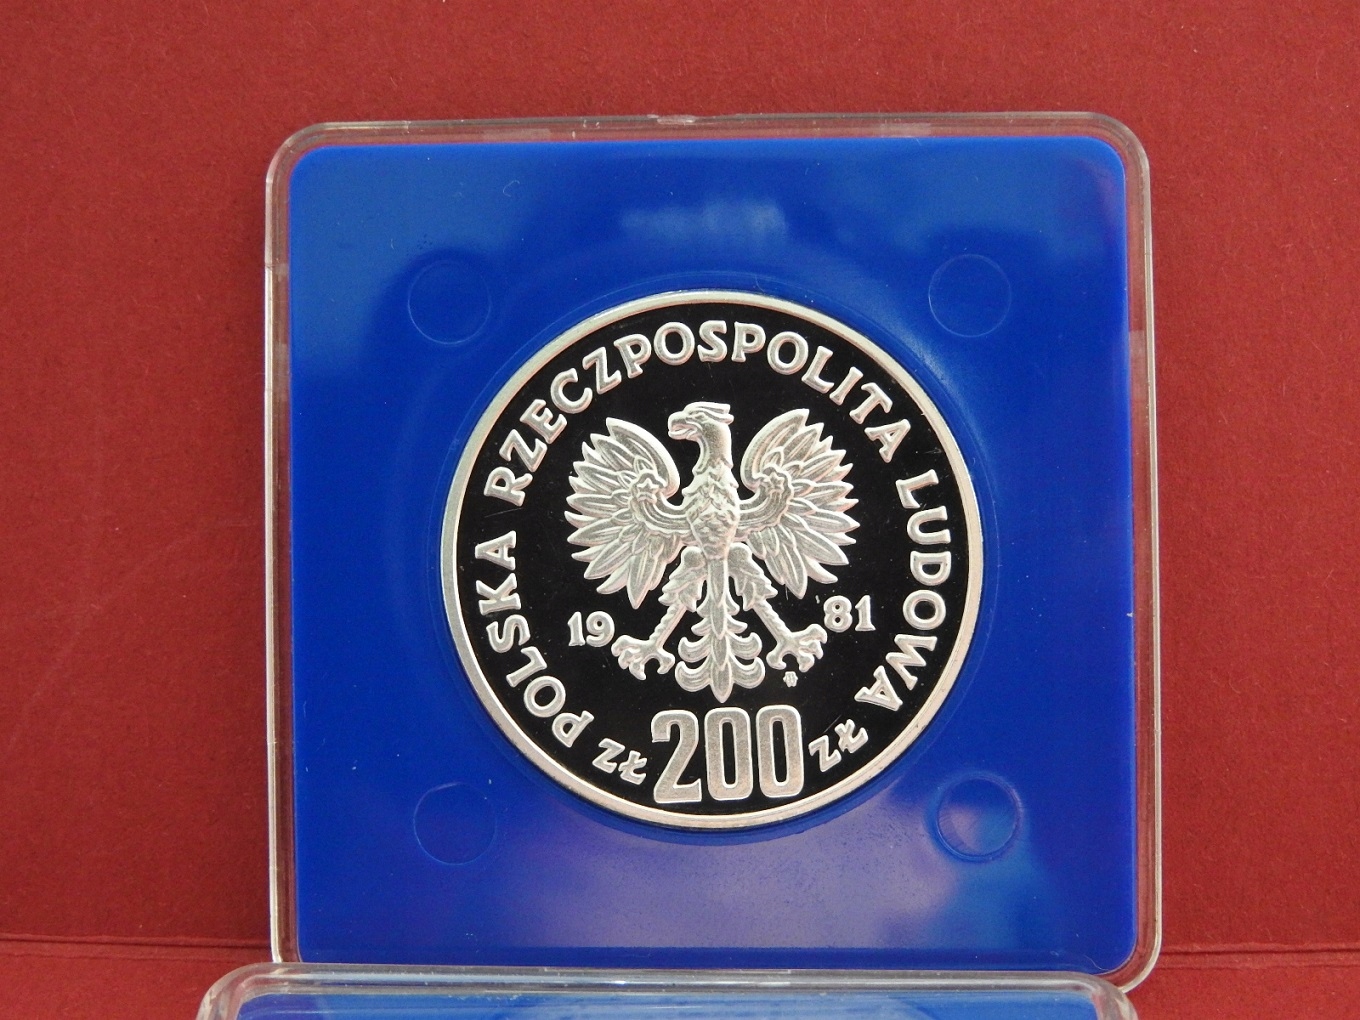 POLSKA RZECZPOSPOLITA LUDOWA
19 81
zł 200 zł